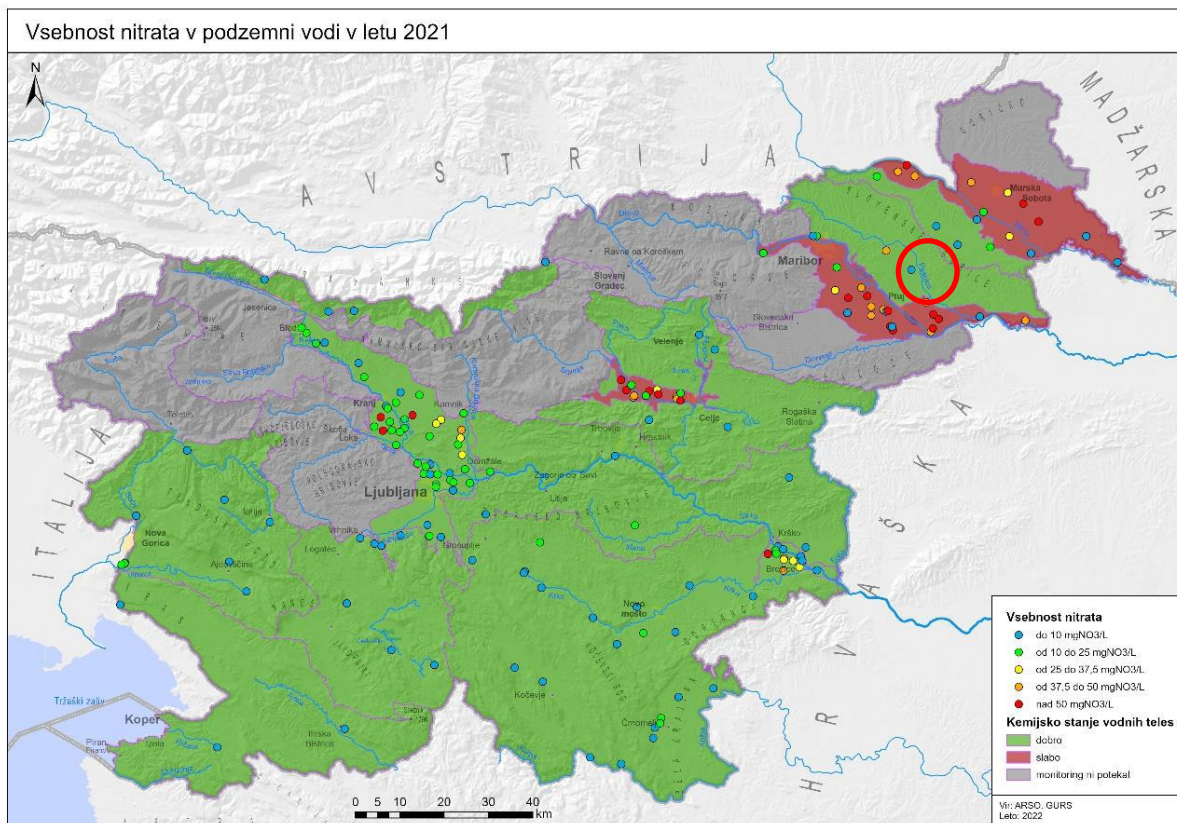 Vsebnost nitrata v podzemni vodi v letu 2021
N
AVSTRIJA
MADŽARSKA
ITALIJA
HRVAŠKA
Murska
Sobota
Maribor
Ptuj
Drava
Ravne na Koroškem
Slovenj
Gradec
Slovenska
Bistrica
Jesenice
Bled
Velenje
Kranj
Kamnik
Škofja
Loka
Celje
Rogaška
Slatina
Tolmin
Trbovlje
Hrastnik
Domžale
Zagorje ob Savi
Ljubljana
Litija
Idrija
Vrhnika
Nova
Gorica
Logatec
Grosuplje
Krško
Brežice
Ajdovščina
Novo
mesto
Krka
Kočevje
Črnomelj
Tržaški zaliv
Koper
Piran
Izola
Ilirska
Bistrica
Vsebnost nitrata
do 10 mgNO3/L
od 10 do 25 mgNO3/L
od 25 do 37,5 mgNO3/L
od 37,5 do 50 mgNO3/L
nad 50 mgNO3/L
Kemijsko stanje vodnih teles
dobro
slabo
monitoring ni potekal
0 5 10 20 30 40
km
Vir: ARSO, GURS
Leto: 2022